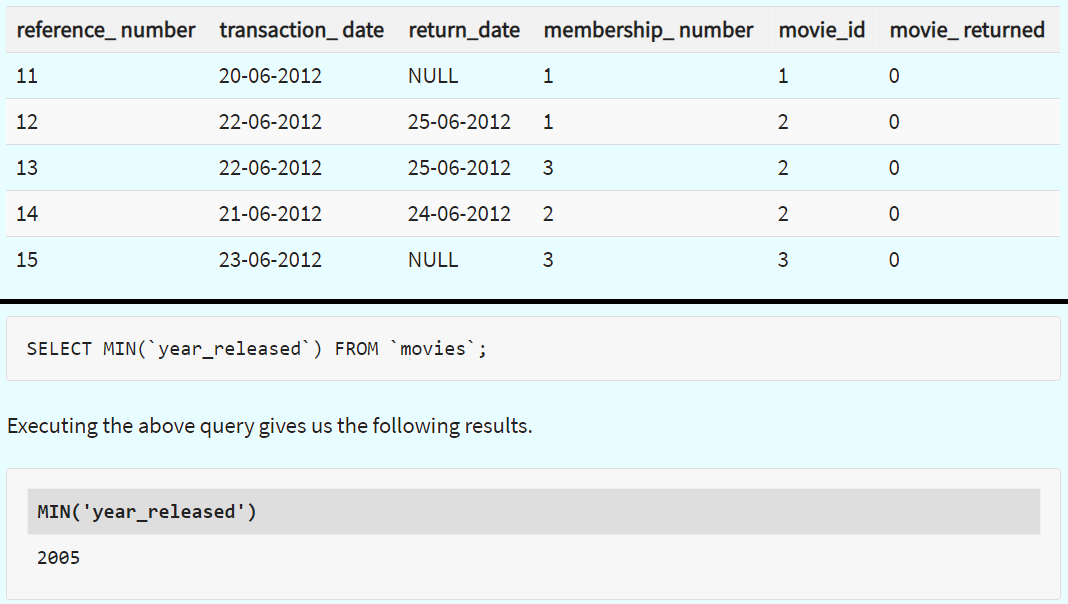 reference_ number transaction_ date return_date membership_ number movie_id movie_ returned
11 20-06-2012 NULL 1 1 0
12 22-06-2012 25-06-2012 1 2 0
13 22-06-2012 25-06-2012 3 2 0
14 21-06-2012 24-06-2012 2 2 0
15 23-06-2012 NULL 3 3 0
SELECT MIN(`year_released`) FROM `movies`;
Executing the above query gives us the following results.
MIN('year_released')
2005